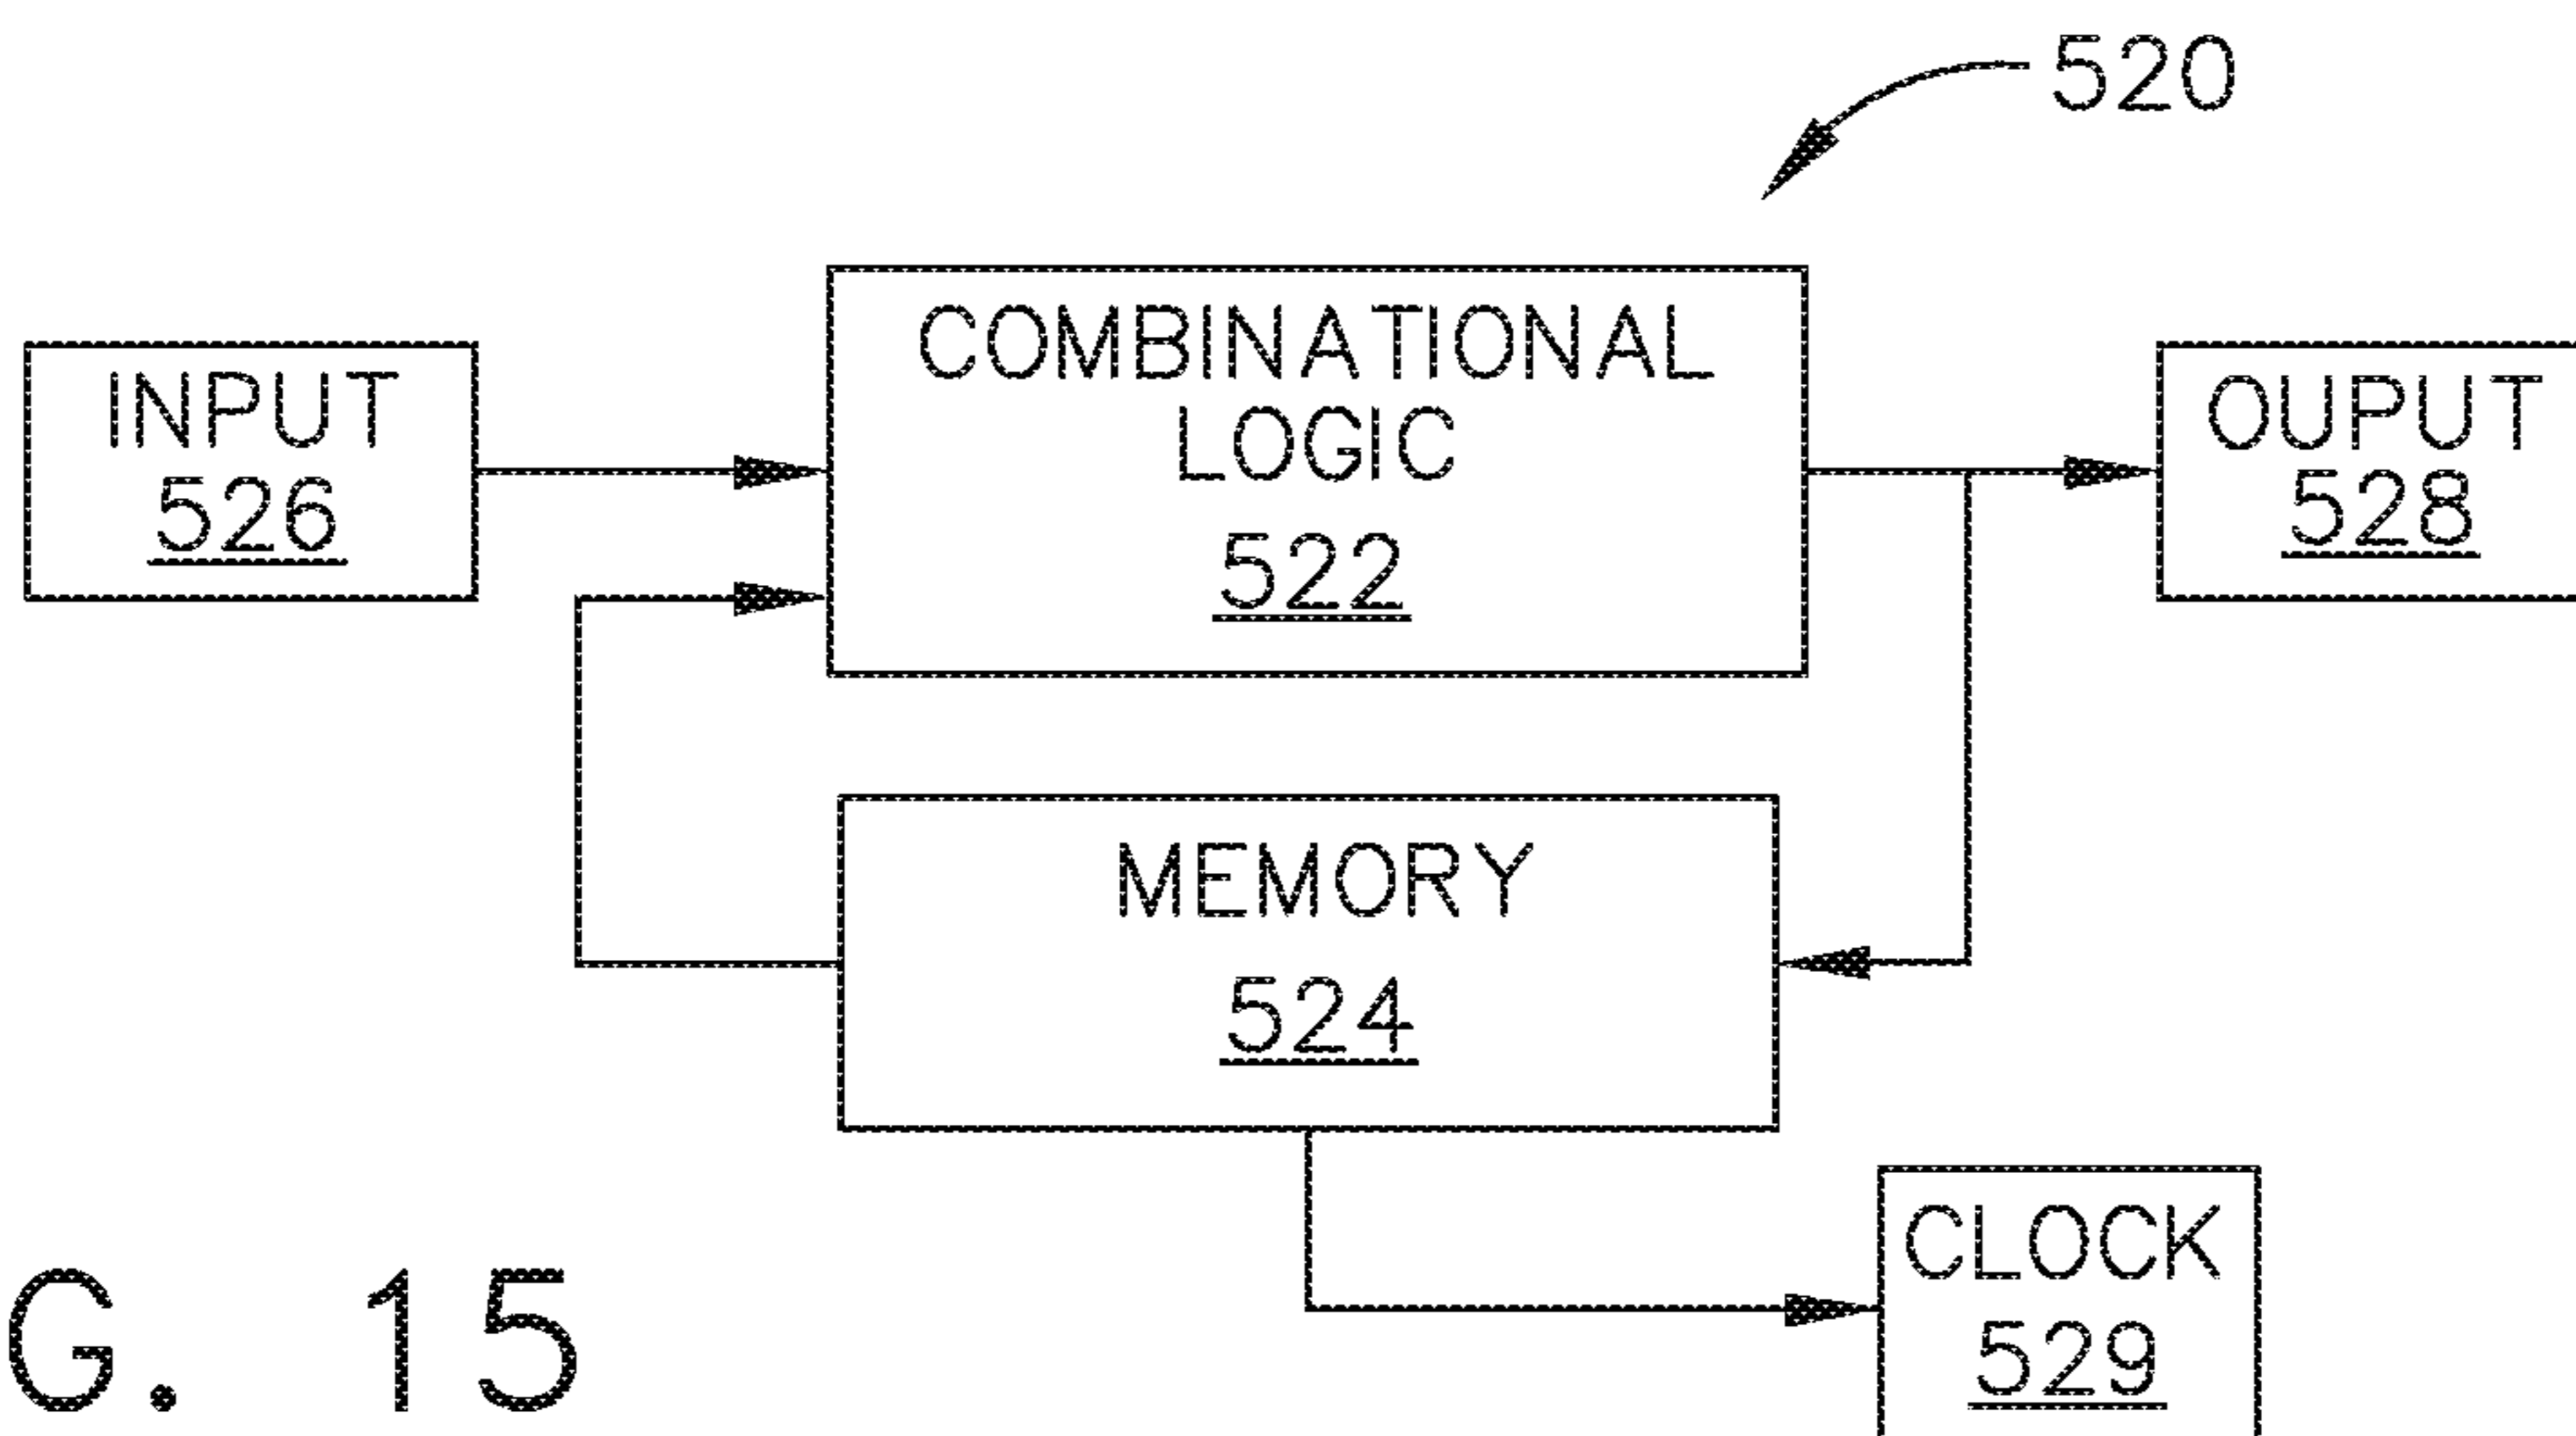 520
COMBINATIONAL
LOGIC
522
INPUT
526
OUPUT
528
MEMORY
524
CLOCK
529
G. 15